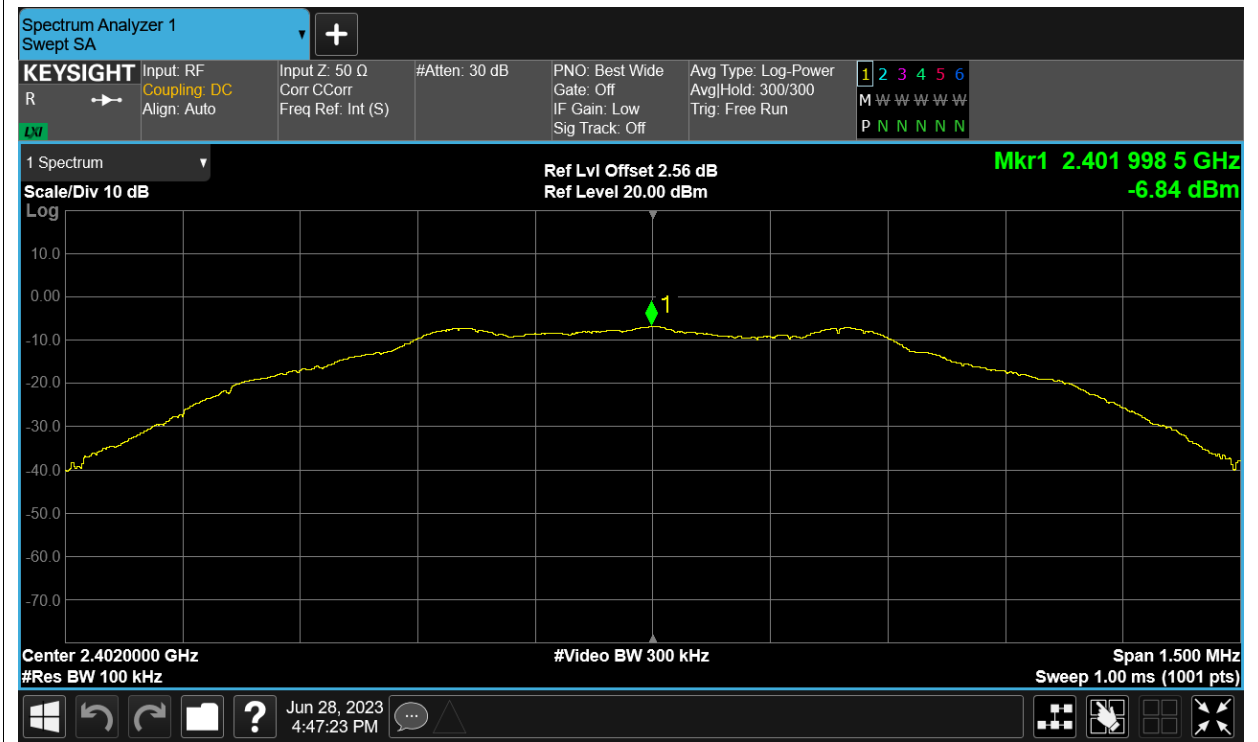 Spectrum Analyzer 1
Swept SA
KEYSIGHT
R
LXI
Input: RF
Coupling: DC
Align: Auto
Input Z: 50 Ω
Corr CCorr
Freq Ref: Int (S)
#Atten: 30 dB
PNO: Best Wide
Gate: Off
IF Gain: Low
Sig Track: Off
Avg Type: Log-Power
Avg|Hold: 300/300
Trig: Free Run
1 2 3 4 5 6
M W W W W W
P N N N N N
1 Spectrum
Scale/Div 10 dB
Log
Ref Lvl Offset 2.56 dB
Ref Level 20.00 dBm
Mkr1 2.401 998 5 GHz
-6.84 dBm
1
10.0
0.00
-10.0
-20.0
-30.0
-40.0
-50.0
-60.0
-70.0
Center 2.4020000 GHz
#Res BW 100 kHz
#Video BW 300 kHz
Span 1.500 MHz
Sweep 1.00 ms (1001 pts)
?
Jun 28, 2023
4:47:23 PM